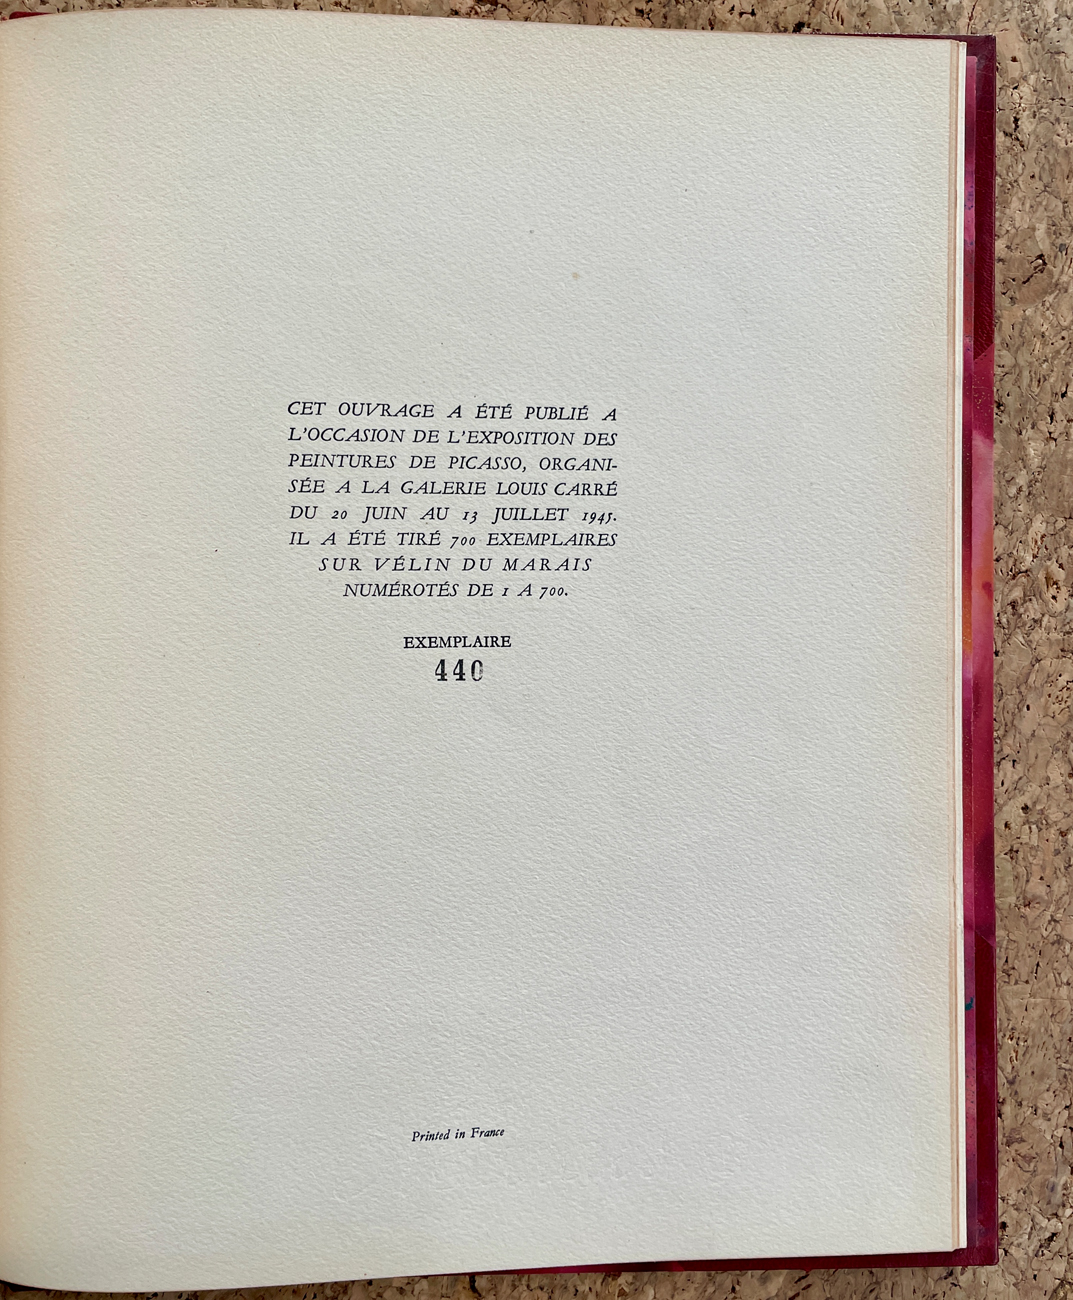 CET OUVRAGE A ÉTÉ PUBLIÉ A
L'OCCASION DE L'EXPOSITION DES
PEINTURES DE PICASSO, ORGANI-
SÉE A LA GALERIE LOUIS CARRÉ
DU 20 JUIN AU 13 JUILLET 1945.
IL A ÉTÉ TIRÉ 700 EXEMPLAIRES
SUR VÉLIN DU MARAIS
NUMÉROTÉS DE 1 A 700.
EXEMPLAIRE
440
Printed in France